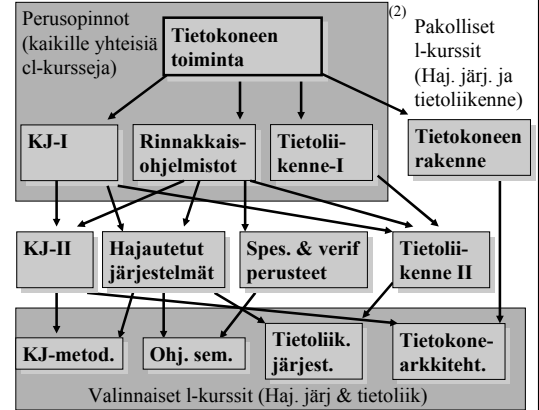 Perusopinnot
(kaikille yhteisiä
cl-kursseja)
Tietokoneen
toiminta
(2)
Pakolliset
l-kurssit
(Haj. järj. ja
tietoliikenne)
KJ-I
Rinnakkais-
ohjelmistot
Tietolii-
kenne-I
Tietokoneen
rakenne
KJ-II
Hajautetut
järjestelmät
Spes. & verif
perusteet
Tietolii-
kenne II
KJ-metod.
Ohj. sem.
Tietoliik.
järjest.
Tietokone-
arkkiteht.
Valinnaiset l-kurssit (Haj. järj & tietoliik)